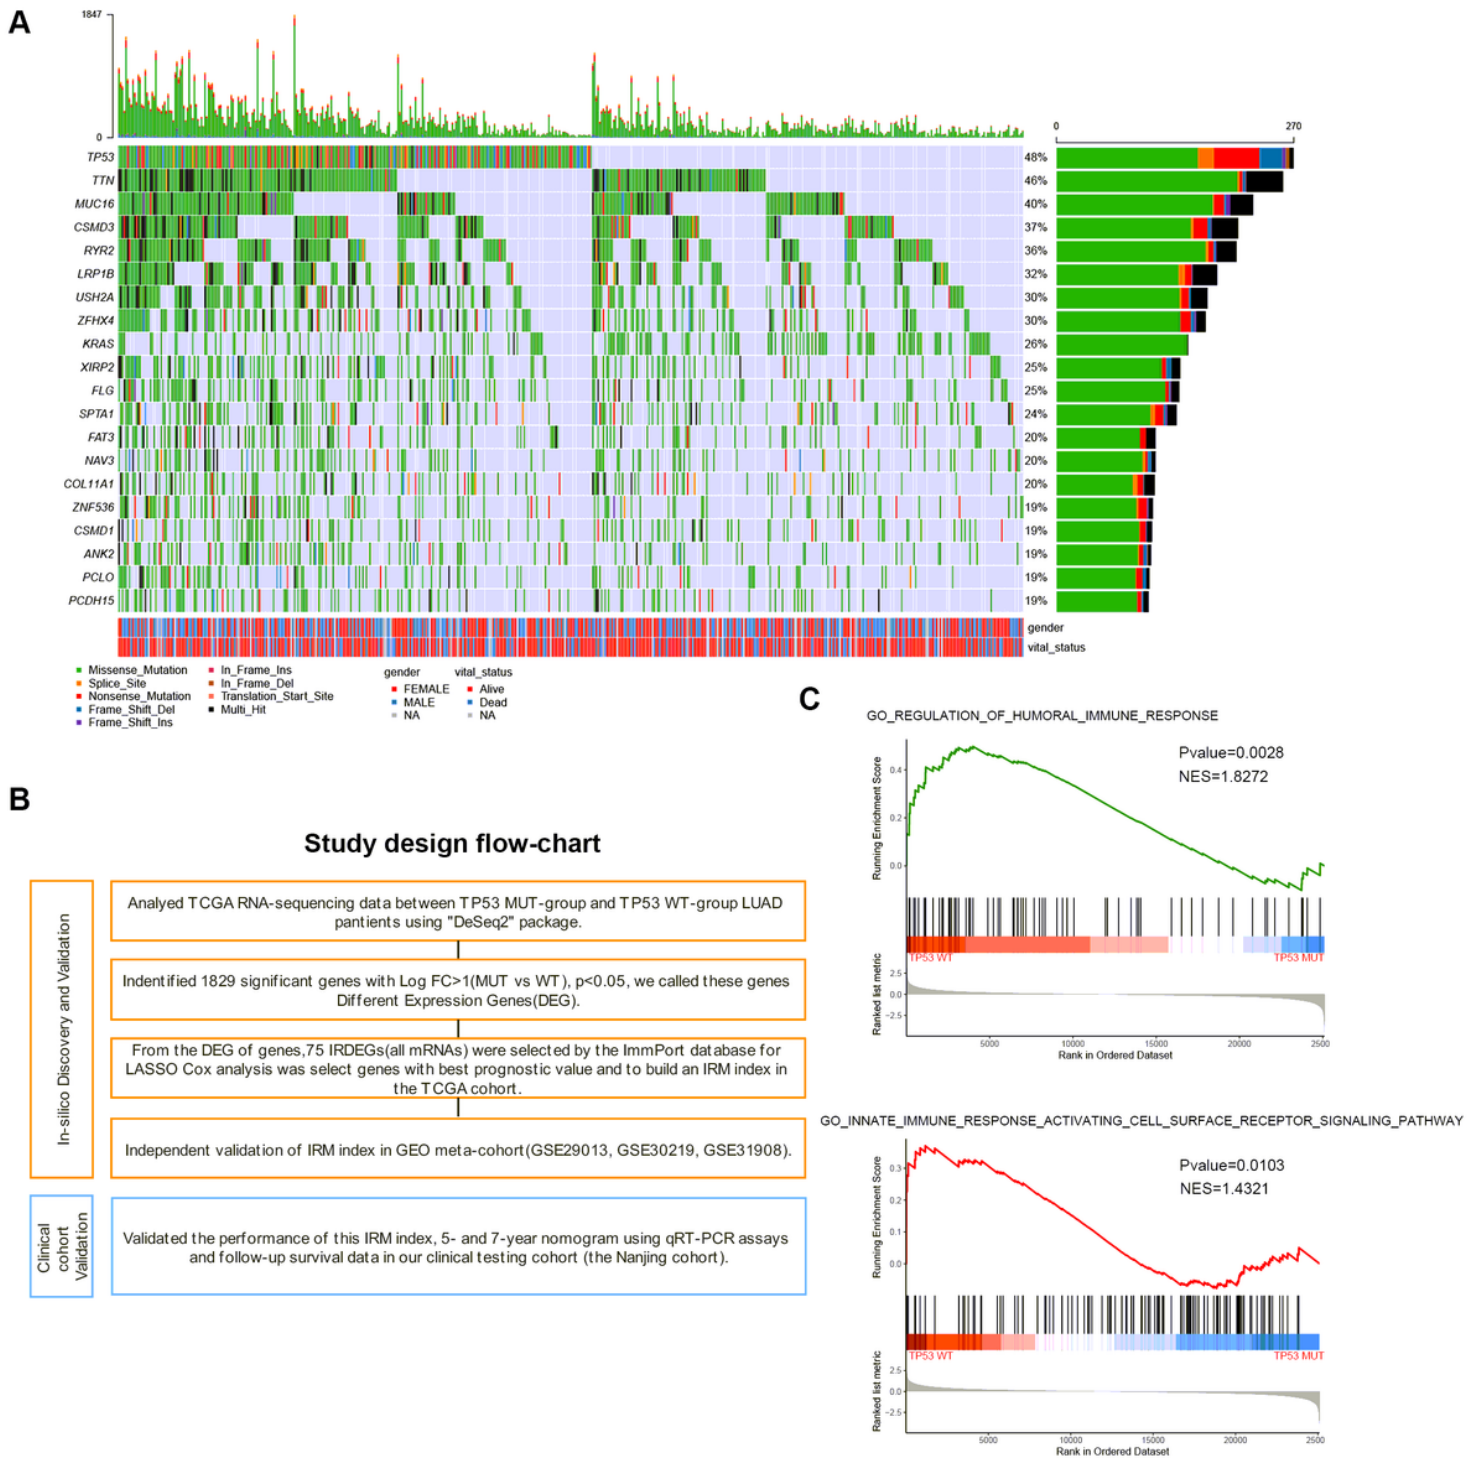 A
1847
0
0
270
TP53 48%
TTN 46%
MUC16 40%
CSMD3 37%
RYR2 36%
LRP1B 32%
USH2A 30%
ZFHX4 30%
KRAS 26%
XIRP2 25%
FLG 25%
SPTA1 24%
FAT3 20%
NAV3 20%
COL11A1 20%
ZNF536 19%
CSMD1 19%
ANK2 19%
PCLO 19%
PCDH15 19%
gender
vital_status
Missense_Mutation
Splice_Site
Nonsense_Mutation
Frame_Shift_Del
Frame_Shift_Ins
In_Frame_Ins
In_Frame_Del
Translation_Start_Site
Multi_Hit
gender
FEMALE
MALE
NA
vital_status
Alive
Dead
NA
B
Study design flow-chart
In-silico Discovery and Validation
Analyed TCGA RNA-sequencing data between TP53 MUT-group and TP53 WT-group LUAD
pantients using "DeSeq2" package.
Indentified 1829 significant genes with Log FC>1(MUT vs WT), p<0.05, we called these genes
Different Expression Genes(DEG).
From the DEG of genes,75 IRDEGs(all mRNAs) were selected by the ImmPort database for
LASSO Cox analysis was select genes with best prognostic value and to build an IRM index in
the TCGA cohort.
Independent validation of IRM index in GEO meta-cohort(GSE29013, GSE30219, GSE31908).
Clinical
cohort
Validation
Validated the performance of this IRM index, 5- and 7-year nomogram using qRT-PCR assays
and follow-up survival data in our clinical testing cohort (the Nanjing cohort).
C
GO_REGULATION_OF_HUMORAL_IMMUNE_RESPONSE
Pvalue=0.0028
NES=1.8272
Running Enrichment Score
0.4
0.2
0.0
TP53 WT
TP53 MUT
Ranked list metric
2.5
0.0
−2.5
5000 10000 15000 20000 2500
Rank in Ordered Dataset
GO_INNATE_IMMUNE_RESPONSE_ACTIVATING_CELL_SURFACE_RECEPTOR_SIGNALING_PATHWAY
Pvalue=0.0103
NES=1.4321
Running Enrichment Score
0.3
0.2
0.1
0.0
TP53 WT
TP53 MUT
Ranked list metric
2.5
0.0
−2.5
5000 10000 15000 20000 2500
Rank in Ordered Dataset